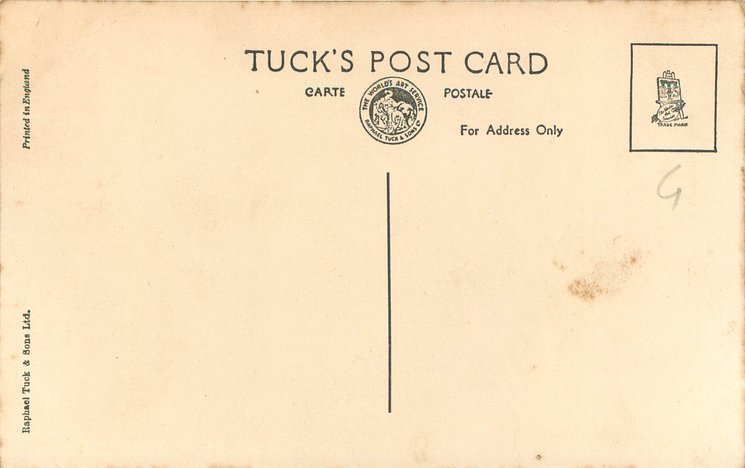 TUCK'S POST CARD
CARTE POSTALE
THE WORLD'S ART SERVICE
RAPHAEL TUCK & SONS LD
For Address Only
TRADE MARK
G
Printed in England
Raphael Tuck & Sons Ltd.